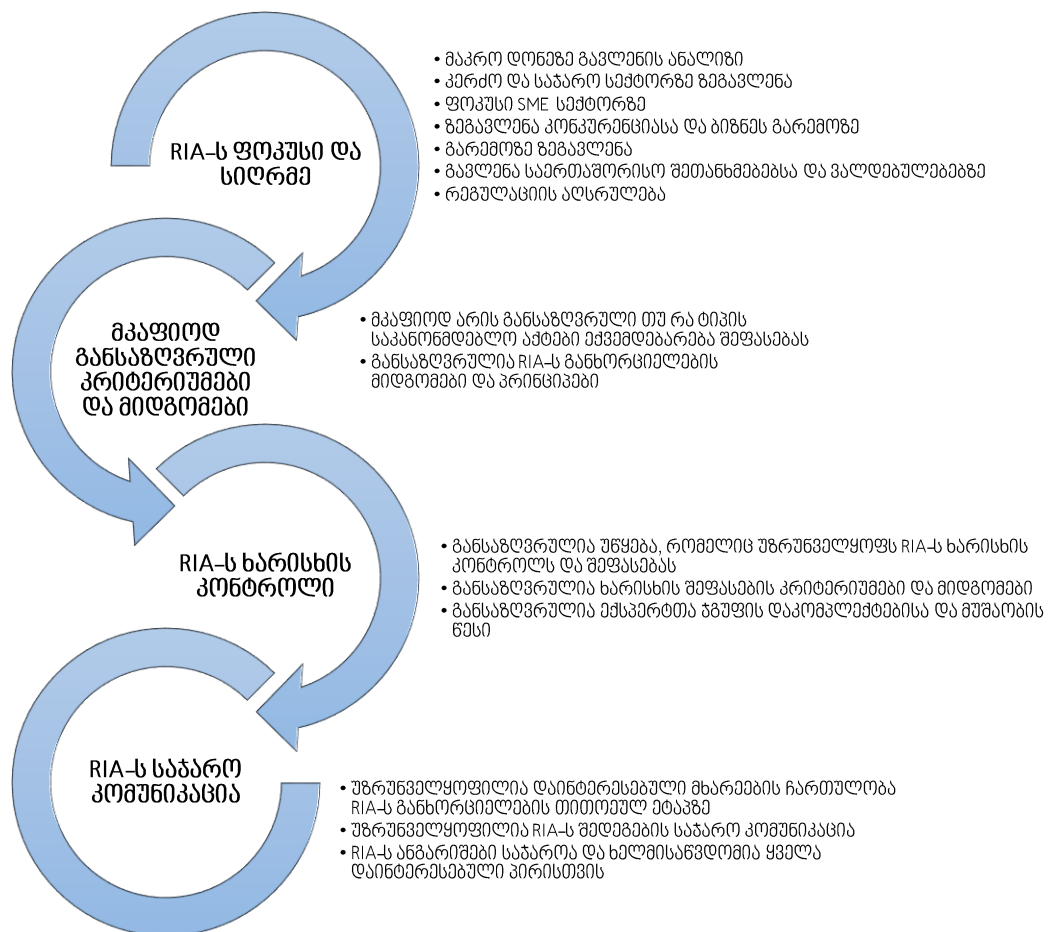 RIA-ს ფოკუსი და
სიღრმე
• მაკრო დონეზე გავლენის ანალიზი
• კერძო და საჯარო სექტორზე ზეგავლენა
• ფოკუსი SME სექტორზე
• ზეგავლენა კონკურენციასა და ბიზნეს გარემოზე
• გარემოზე ზეგავლენა
• გავლენა საერთაშორისო შეთანხმებებსა და ვალდებულებებზე
• რეგულაციის აღსრულება
მკაფიოდ
განსაზღვრული
კრიტერიუმები
და მიდგომები
• მკაფიოდ არის განსაზღვრული თუ რა ტიპის
საკანონმდებლო აქტები ექვემდებარება შეფასებას
• განსაზღვრულია RIA-ს განხორციელების
მიდგომები და პრინციპები
RIA-ს ხარისხის
კონტროლი
• განსაზღვრულია უწყება, რომელიც უზრუნველყოფს RIA-ს ხარისხის
კონტროლს და შეფასებას
• განსაზღვრულია ხარისხის შეფასების კრიტერიუმები და მიდგომები
• განსაზღვრულია ექსპერტთა ჯგუფის დაკომპლექტებისა და მუშაობის
წესი
RIA-ს საჯარო
კომუნიკაცია
• უზრუნველყოფილია დაინტერესებული მხარეების ჩართულობა
RIA-ს განხორციელების თითოეულ ეტაპზე
• უზრუნველყოფილია RIA-ს შედეგების საჯარო კომუნიკაცია
• RIA-ს ანგარიშები საჯაროა და ხელმისაწვდომია ყველა
დაინტერესებული პირისთვის